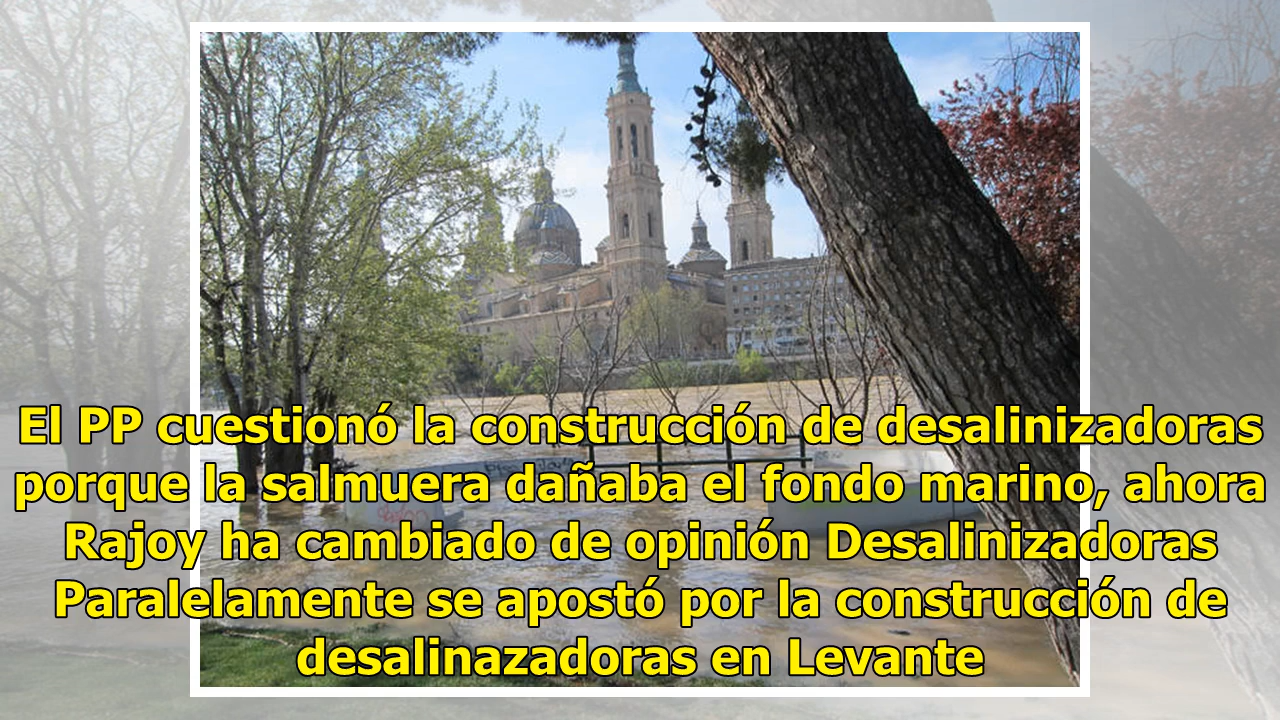 El PP cuestionó la construcción de desalinizadoras
porque la salmuera dañaba el fondo marino, ahora
Rajoy ha cambiado de opinión Desalinizadoras
Paralelamente se apostó por la construcción de
desalinazadoras en Levante